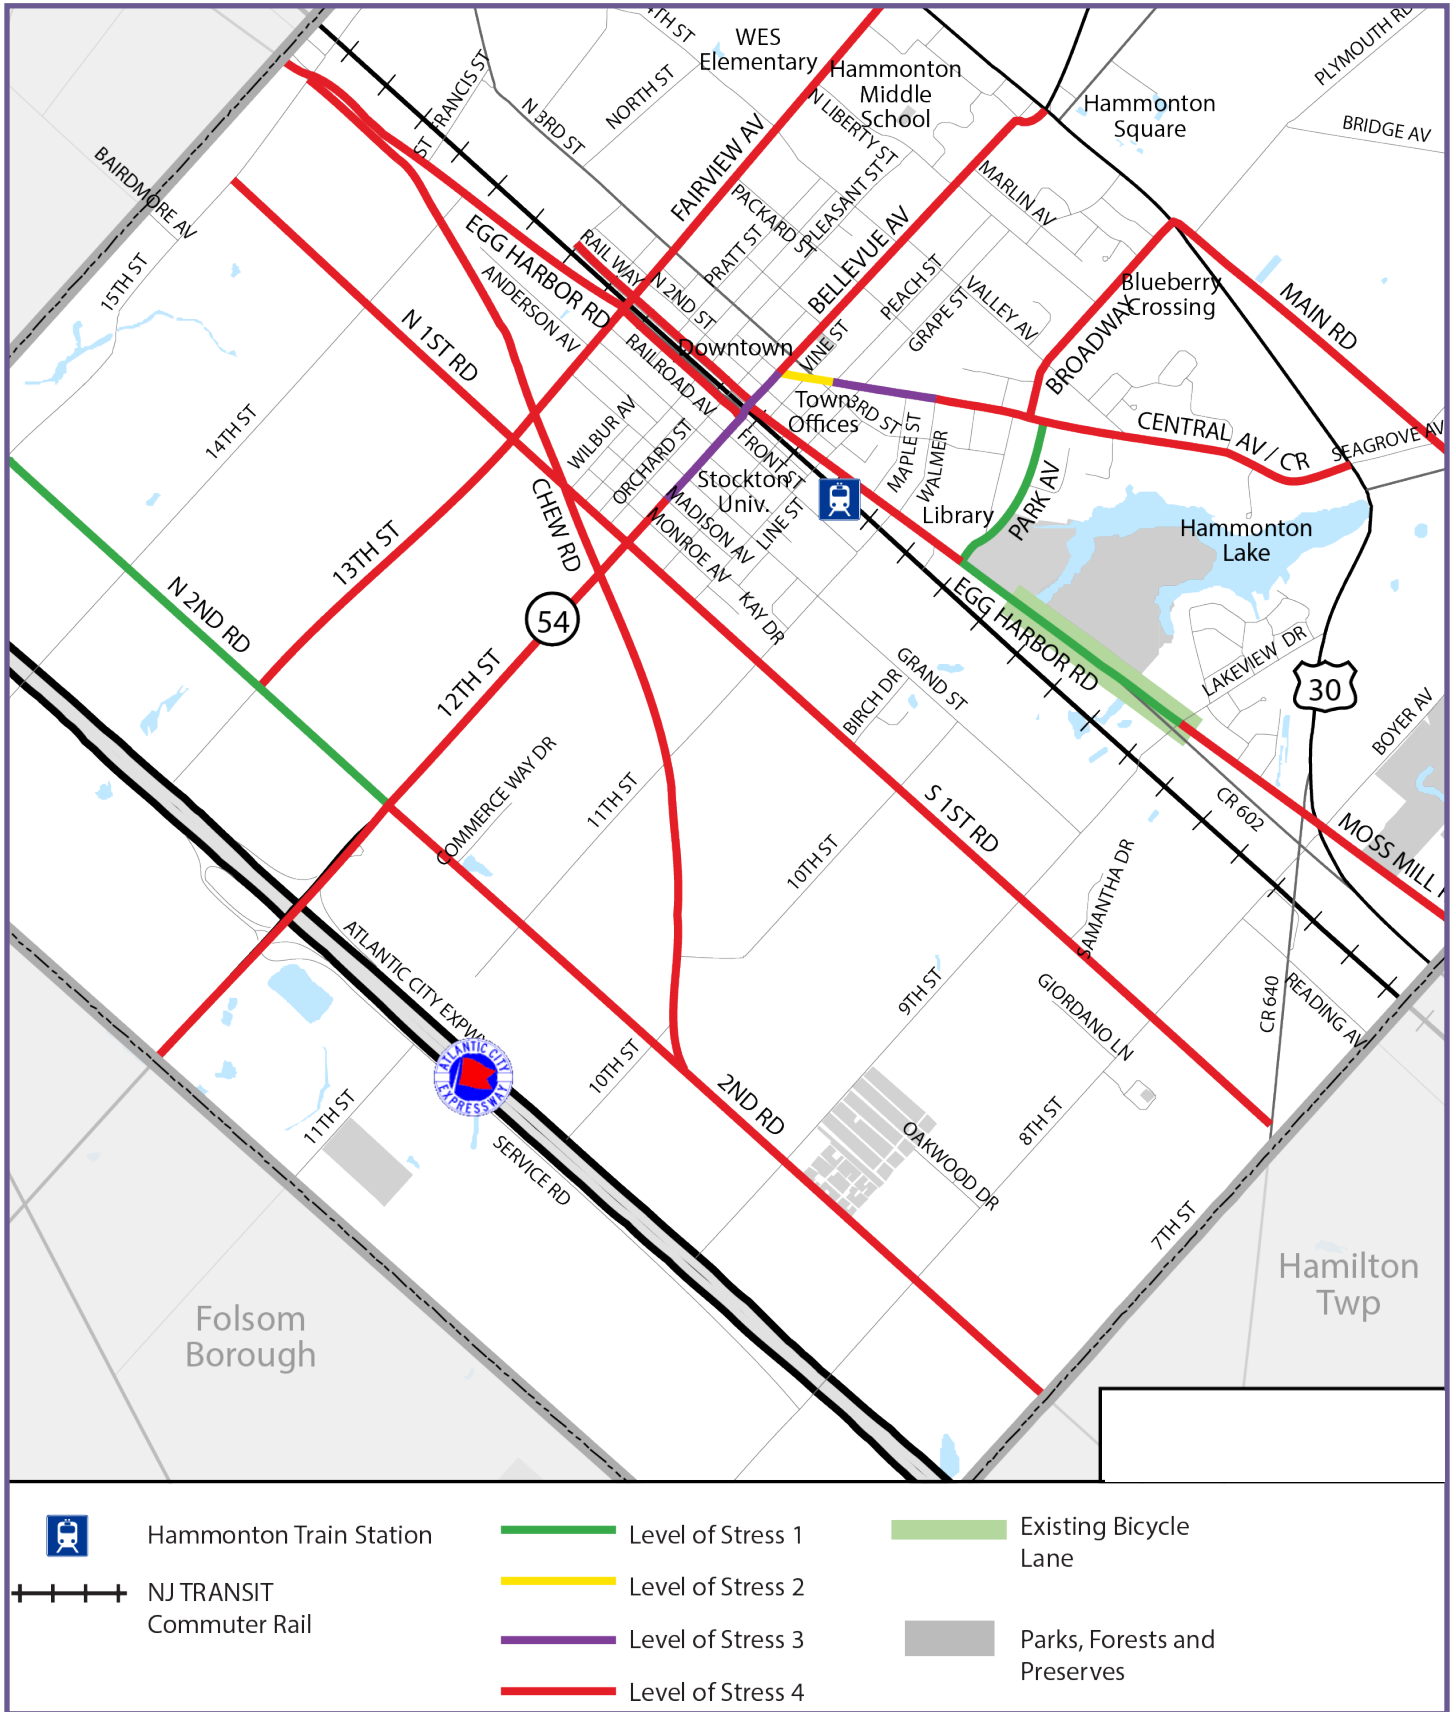 4TH ST
WES
Elementary
Hammonton
Middle
School
PLYMOUTH RD
Hammonton
Square
BRIDGE AV
ST FRANCIS ST
NORTH ST
N 3RD ST
N LIBERTY ST
FAIRVIEW AV
BAIRDMORE AV
MARLIN AV
PACKARD ST
PLEASANT ST
PRATT ST
BELLEVUE AV
EGG HARBOR RD
RAIL WAY
N 2ND ST
ANDERSON AV
15TH ST
PEACH ST
GRAPE ST
VALLEY AV
Blueberry
Crossing
BROADWAY
MAIN RD
N 1ST RD
RAILROAD AV
Downtown
VINE ST
Town
Offices
3RD ST
MAPLE ST
WALMER
CENTRAL AV / CR
SEAGROVE AV
14TH ST
WILBUR AV
ORCHARD ST
FRONT ST
Stockton
Univ.
LINE ST
MADISON AV
MONROE AV
CHEW RD
KAY DR
Library
PARK AV
Hammonton
Lake
13TH ST
N 2ND RD
54
12TH ST
EGG HARBOR RD
LAKEVIEW DR
30
GRAND ST
BIRCH DR
BOYER AV
COMMERCE WAY DR
11TH ST
10TH ST
S 1ST RD
CR 602
MOSS MILL R
SAMANTHA DR
ATLANTIC CITY EXPWY
9TH ST
GIORDANO LN
CR 640
READING AV
ATLANTIC CITY
EXPRESSWAY
10TH ST
11TH ST
2ND RD
SERVICE RD
OAKWOOD DR
8TH ST
7TH ST
Hamilton
Twp
Folsom
Borough
Hammonton Train Station
NJ TRANSIT
Commuter Rail
Level of Stress 1
Level of Stress 2
Level of Stress 3
Level of Stress 4
Existing Bicycle
Lane
Parks, Forests and
Preserves